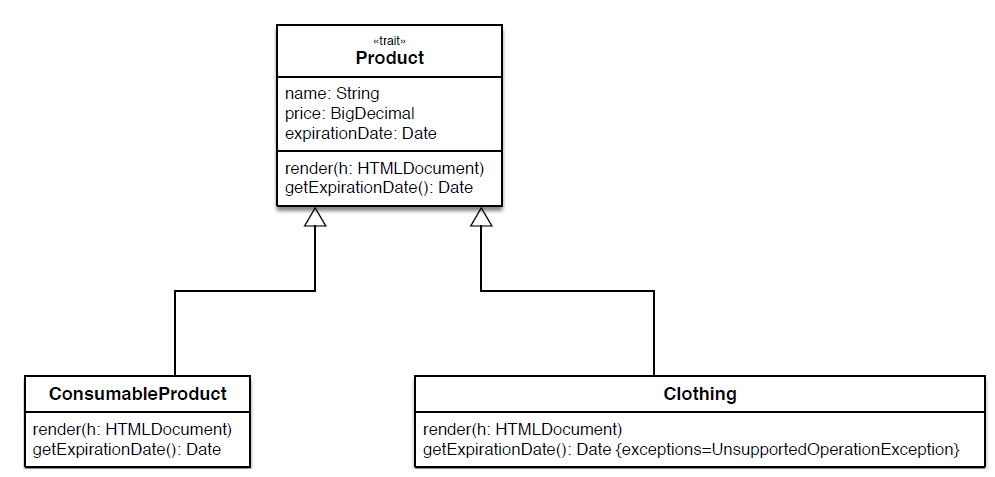 «trait»
Product
name: String
price: BigDecimal
expirationDate: Date
render(h: HTMLDocument)
getExpirationDate(): Date
ConsumableProduct
render(h: HTMLDocument)
getExpirationDate(): Date
Clothing
render(h: HTMLDocument)
getExpirationDate(): Date {exceptions=UnsupportedOperationException}